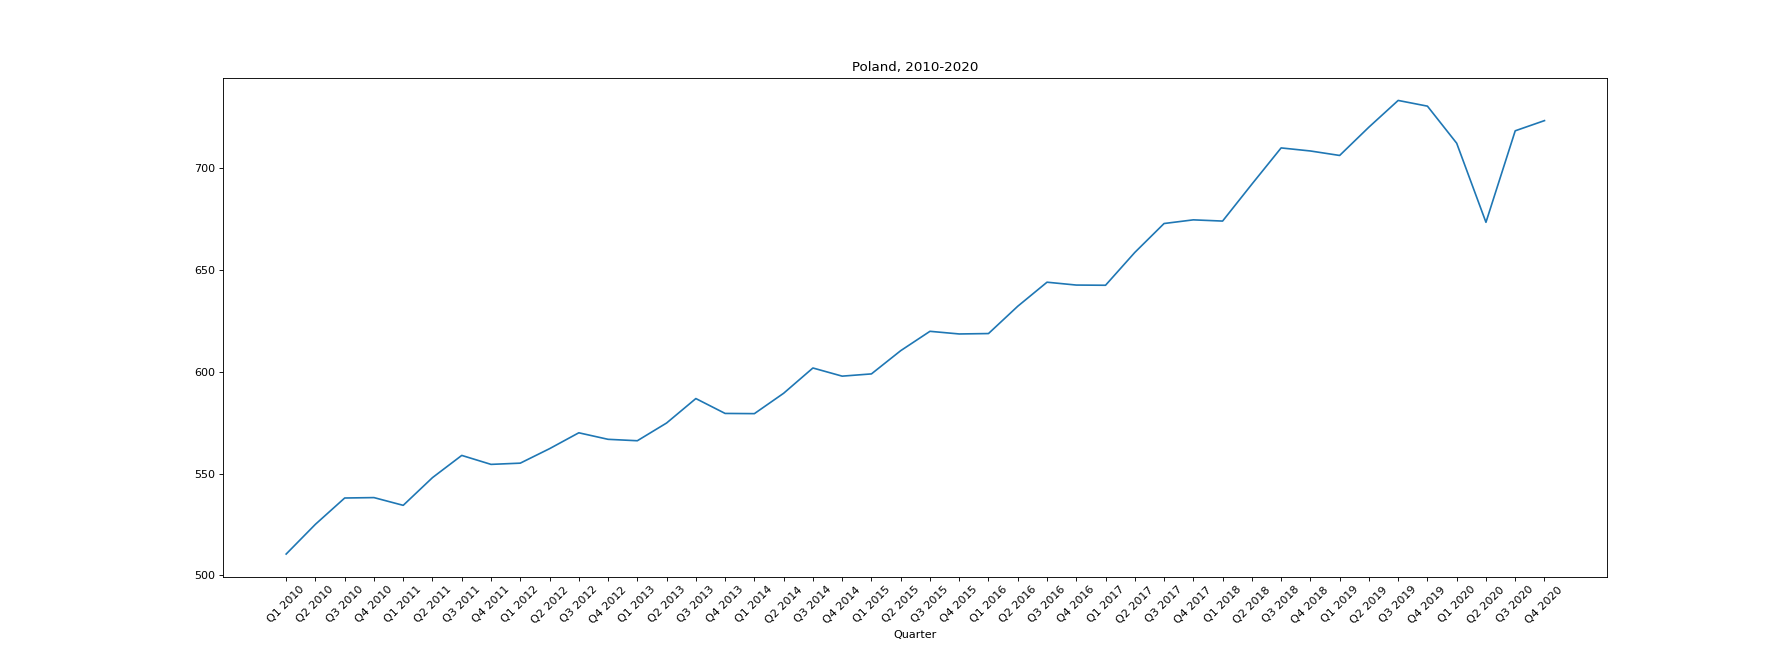 Poland, 2010-2020
700
650
600
550
500
Q1 2010
Q2 2010
Q3 2010
Q4 2010
Q1 2011
Q2 2011
Q3 2011
Q4 2011
Q1 2012
Q2 2012
Q3 2012
Q4 2012
Q1 2013
Q2 2013
Q3 2013
Q4 2013
Q1 2014
Q2 2014
Q3 2014
Q4 2014
Q1 2015
Q2 2015
Q3 2015
Q4 2015
Q1 2016
Q2 2016
Q3 2016
Q4 2016
Q1 2017
Q2 2017
Q3 2017
Q4 2017
Q1 2018
Q2 2018
Q3 2018
Q4 2018
Q1 2019
Q2 2019
Q3 2019
Q4 2019
Q1 2020
Q2 2020
Q3 2020
Q4 2020
Quarter